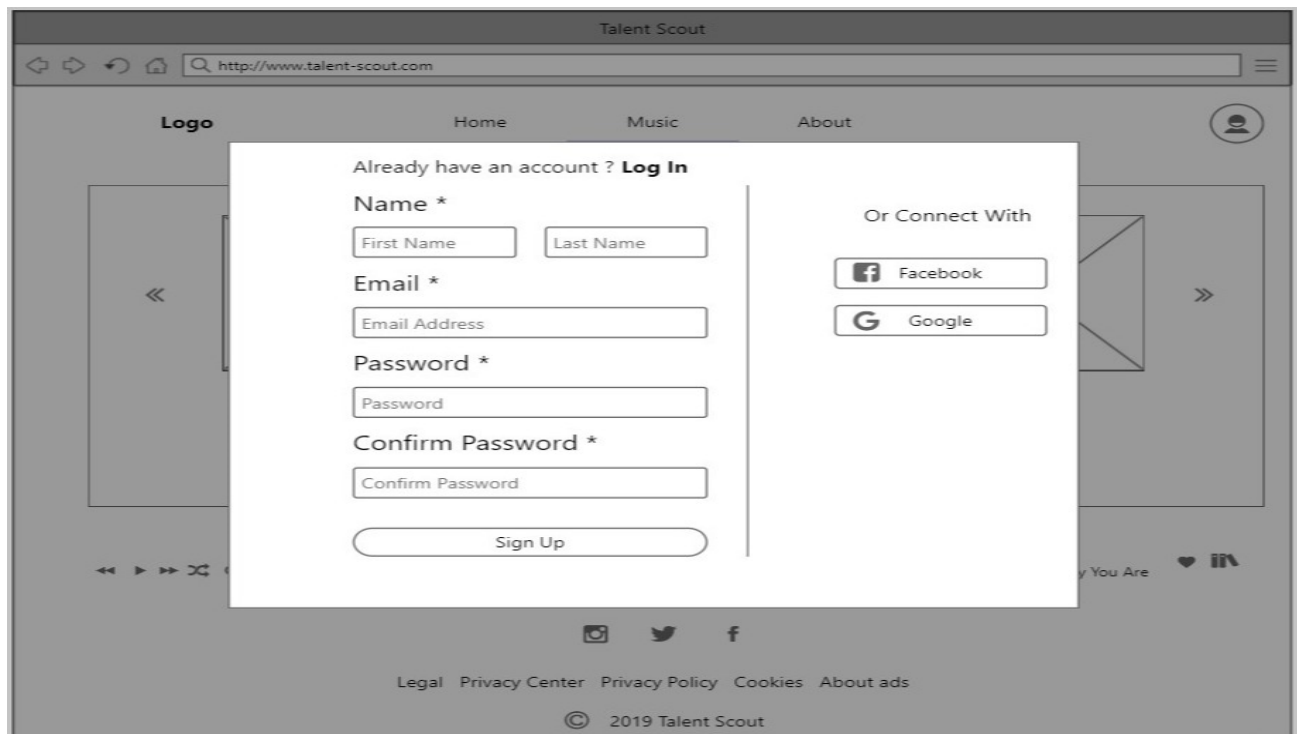 Talent Scout
http://www.talent-scout.com
Logo Home Music About
Already have an account ? Log In
Name *
First Name Last Name
Email *
Email Address
Password *
Password
Confirm Password *
Confirm Password
Sign Up
Or Connect With
Facebook
Google
You Are
Legal Privacy Center Privacy Policy Cookies About ads
© 2019 Talent Scout